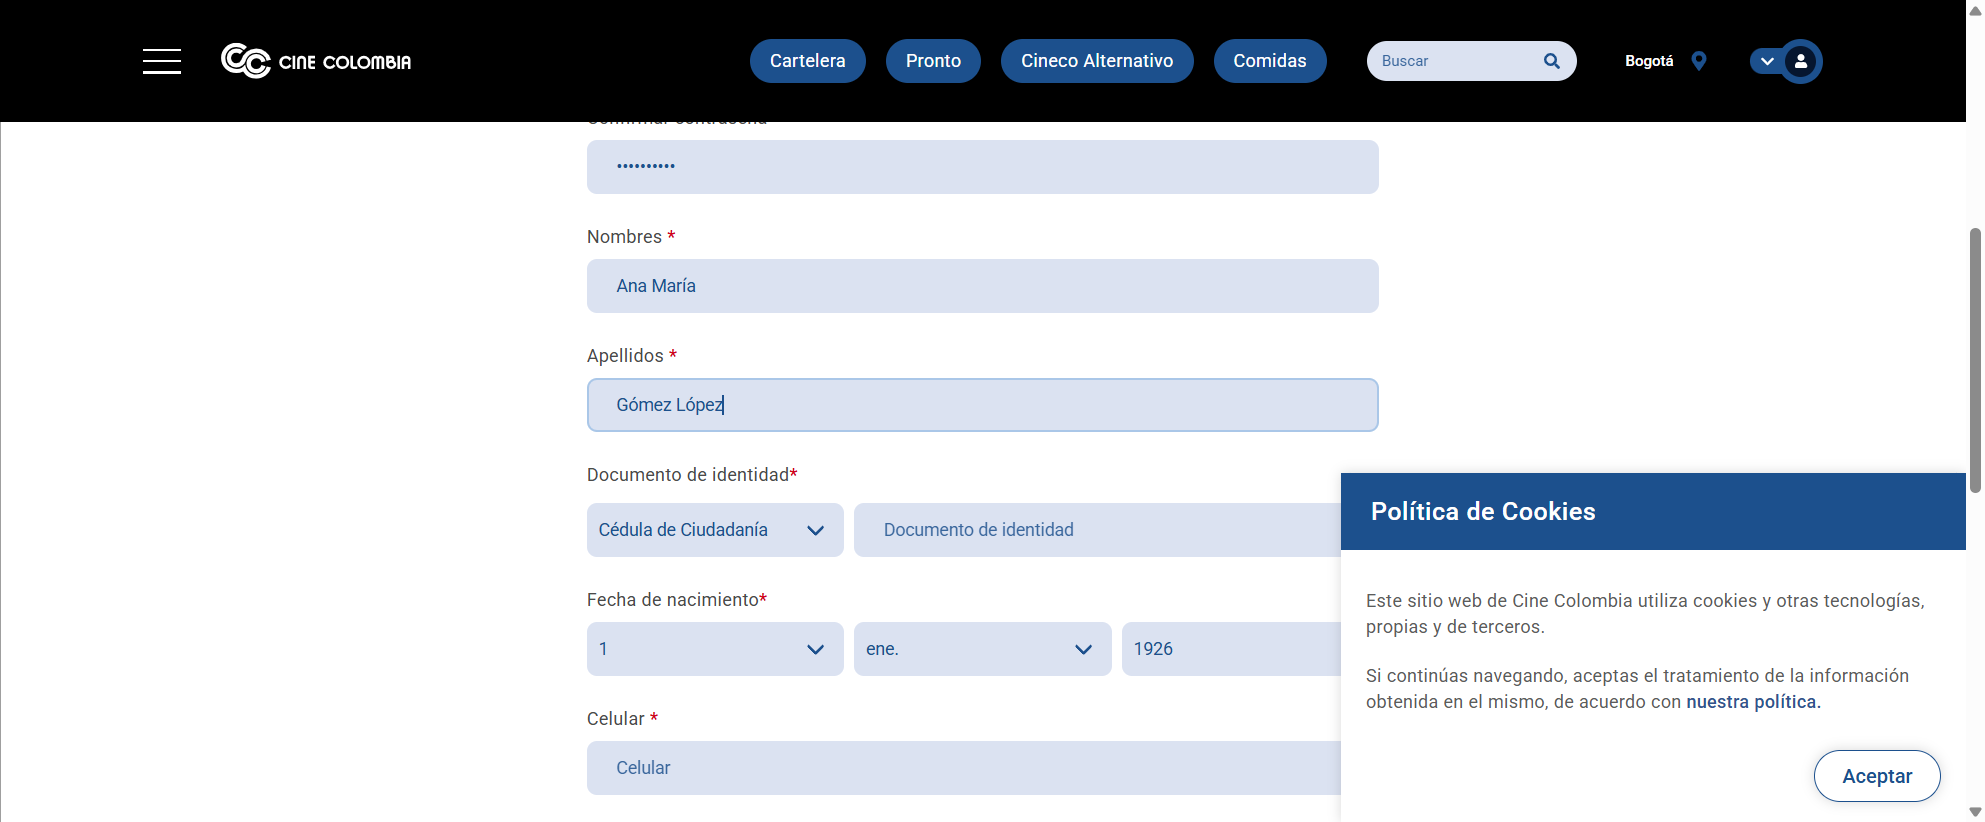 CINE COLOMBIA
Cartelera
Pronto
Cineco Alternativo
Comidas
Buscar
Bogotá
Nombres *
Ana María
Apellidos *
Gómez López
Documento de identidad*
Cédula de Ciudadanía
Documento de identidad
Fecha de nacimiento*
1
ene.
1926
Celular *
Celular
Política de Cookies
Este sitio web de Cine Colombia utiliza cookies y otras tecnologías,
propias y de terceros.
Si continúas navegando, aceptas el tratamiento de la información
obtenida en el mismo, de acuerdo con nuestra política.
Aceptar